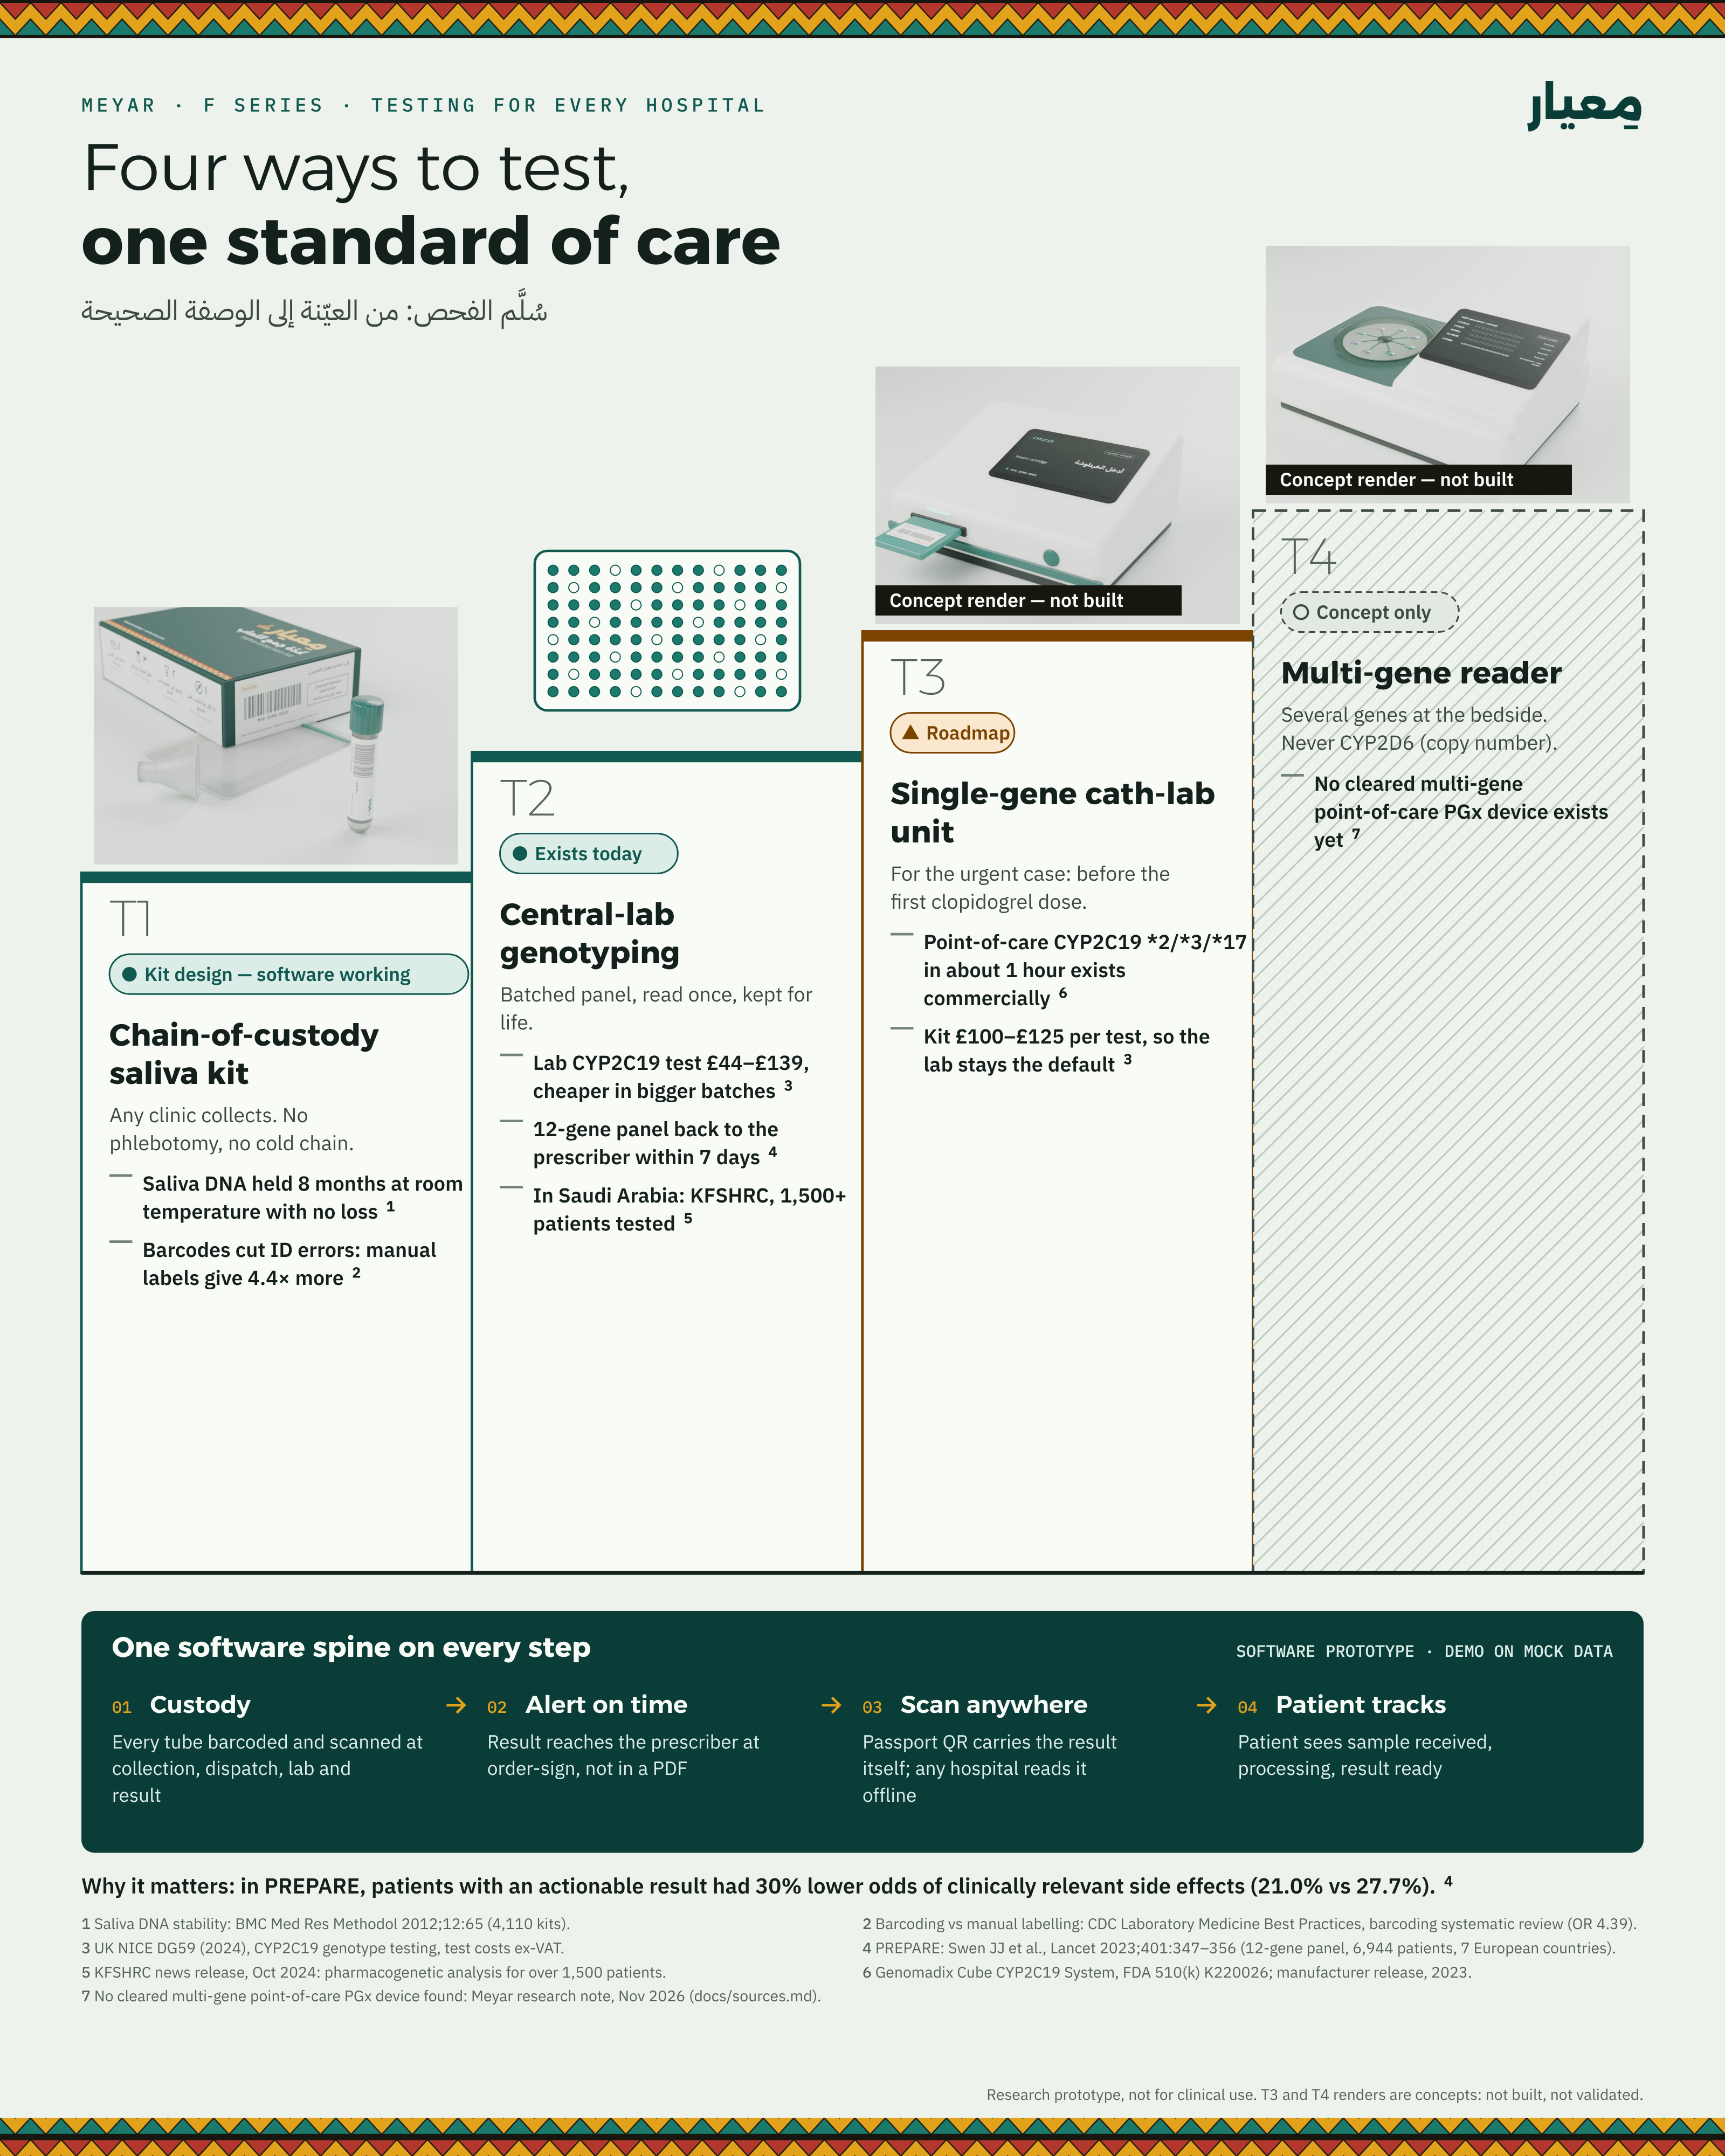 MEYAR · F SERIES · TESTING FOR EVERY HOSPITAL
مِعيار
Four ways to test,
one standard of care
سُلَّم الفحص: من العيّنة إلى الوصفة الصحيحة
T1
Kit design — software working
Chain-of-custody
saliva kit
Any clinic collects. No
phlebotomy, no cold chain.
Saliva DNA held 8 months at room
temperature with no loss 1
Barcodes cut ID errors: manual
labels give 4.4× more 2
T2
Exists today
Central-lab
genotyping
Batched panel, read once, kept for
life.
Lab CYP2C19 test £44–£139,
cheaper in bigger batches 3
12-gene panel back to the
prescriber within 7 days 4
In Saudi Arabia: KFSHRC, 1,500+
patients tested 5
CYP2C19
أدخل الخرطوشة
Concept render — not built
T3
Roadmap
Single-gene cath-lab
unit
For the urgent case: before the
first clopidogrel dose.
Point-of-care CYP2C19 *2/*3/*17
in about 1 hour exists
commercially 6
Kit £100–£125 per test, so the
lab stays the default 3
Concept render — not built
T4
Concept only
Multi-gene reader
Several genes at the bedside.
Never CYP2D6 (copy number).
No cleared multi-gene
point-of-care PGx device exists
yet 7
One software spine on every step
SOFTWARE PROTOTYPE · DEMO ON MOCK DATA
01 Custody
Every tube barcoded and scanned at
collection, dispatch, lab and
result
→ 02 Alert on time
Result reaches the prescriber at
order-sign, not in a PDF
→ 03 Scan anywhere
Passport QR carries the result
itself; any hospital reads it
offline
→ 04 Patient tracks
Patient sees sample received,
processing, result ready
Why it matters: in PREPARE, patients with an actionable result had 30% lower odds of clinically relevant side effects (21.0% vs 27.7%). 4
1 Saliva DNA stability: BMC Med Res Methodol 2012;12:65 (4,110 kits).
2 Barcoding vs manual labelling: CDC Laboratory Medicine Best Practices, barcoding systematic review (OR 4.39).
3 UK NICE DG59 (2024), CYP2C19 genotype testing, test costs ex-VAT.
4 PREPARE: Swen JJ et al., Lancet 2023;401:347–356 (12-gene panel, 6,944 patients, 7 European countries).
5 KFSHRC news release, Oct 2024: pharmacogenetic analysis for over 1,500 patients.
6 Genomadix Cube CYP2C19 System, FDA 510(k) K220026; manufacturer release, 2023.
7 No cleared multi-gene point-of-care PGx device found: Meyar research note, Nov 2026 (docs/sources.md).
Research prototype, not for clinical use. T3 and T4 renders are concepts: not built, not validated.